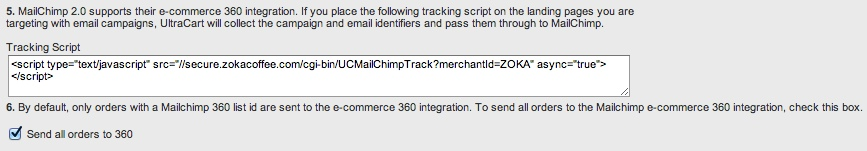 5. MailChimp 2.0 supports their e-commerce 360 integration. If you place the following tracking script on the landing pages you are
targeting with email campaigns, UltraCart will collect the campaign and email identifiers and pass them through to MailChimp.
Tracking Script
<script type="text/javascript" src="//secure.zokacoffee.com/cgi-bin/UCMailChimpTrack?merchantId=ZOKA" async="true">
</script>
6. By default, only orders with a Mailchimp 360 list id are sent to the e-commerce 360 integration. To send all orders to the Mailchimp e-commerce 360 integration, check this box.
Send all orders to 360